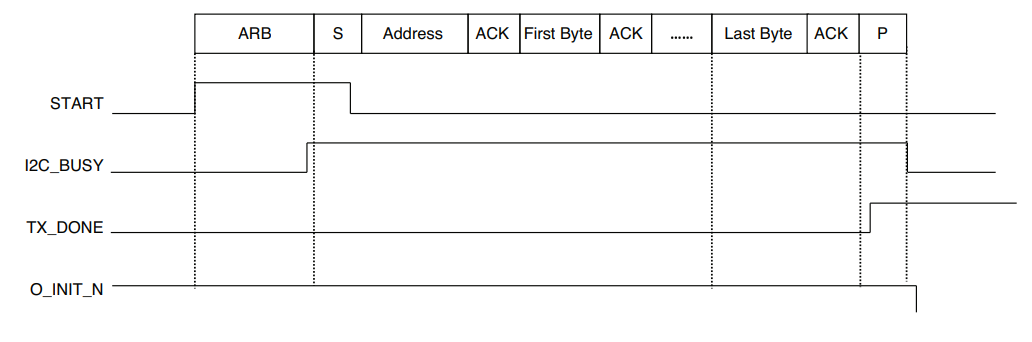 ARB S Address ACK First Byte ACK ...... Last Byte ACK P
START
I2C_BUSY
TX_DONE
O_INIT_N